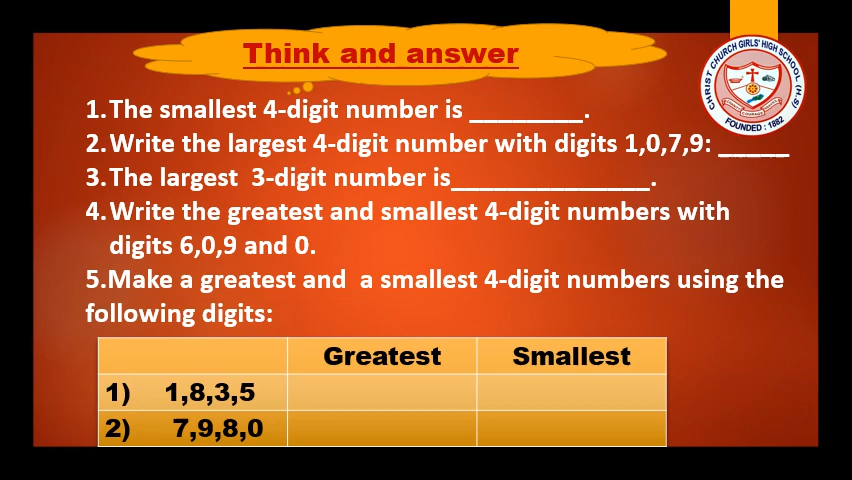 Think and answer
CHRIST CHURCH GIRLS' HIGH SCHOOL (H.S)
FOUNDED : 1882
1.The smallest 4-digit number is ________.
2.Write the largest 4-digit number with digits 1,0,7,9: _____
3.The largest 3-digit number is______________.
4.Write the greatest and smallest 4-digit numbers with
digits 6,0,9 and 0.
5.Make a greatest and a smallest 4-digit numbers using the
following digits:
Greatest Smallest
1) 1,8,3,5
2) 7,9,8,0